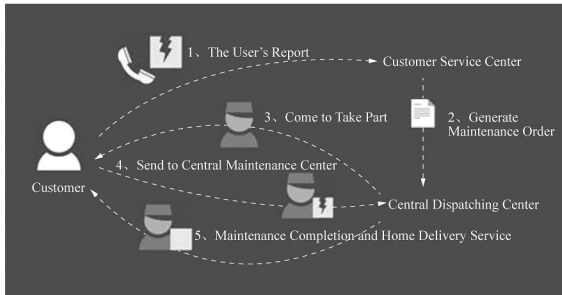 1、The User's Report
Customer Service Center
3、Come to Take Part
2、Generate
Maintenance Order
4、Send to Central Maintenance Center
Customer
Central Dispatching Center
5、Maintenance Completion and Home Delivery Service